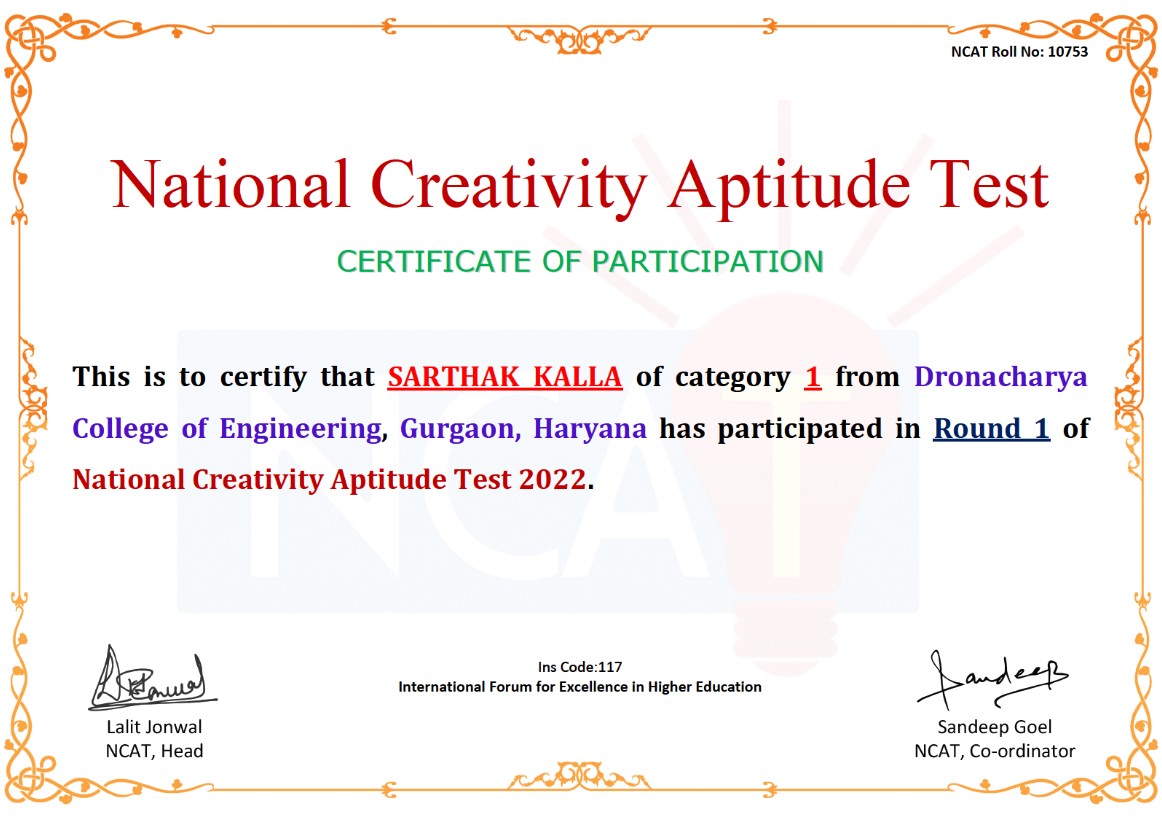 NCAT Roll No: 10753
National Creativity Aptitude Test
CERTIFICATE OF PARTICIPATION
This is to certify that SARTHAK KALLA of category 1 from Dronacharya
College of Engineering, Gurgaon, Haryana has participated in Round 1 of
National Creativity Aptitude Test 2022.
NCAT
Ins Code:117
International Forum for Excellence in Higher Education
Lalit Jonwal
NCAT, Head
Sandeep
Sandeep Goel
NCAT, Co-ordinator